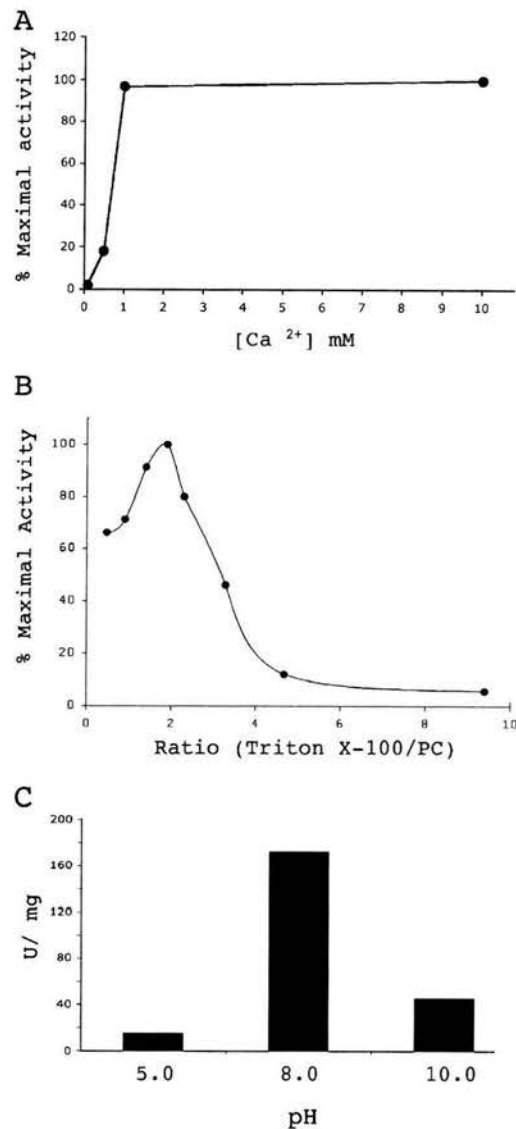 A
% Maximal activity
120
100
80
60
40
20
0
0 1 2 3 4 5 6 7 8 9 10
[Ca 2+] mM
B
% Maximal Activity
100
80
60
40
20
0
0 2 4 6 8 10
Ratio (Triton X-100/PC)
C
U/ mg
200
160
120
80
40
0
5.0 8.0 10.0
pH